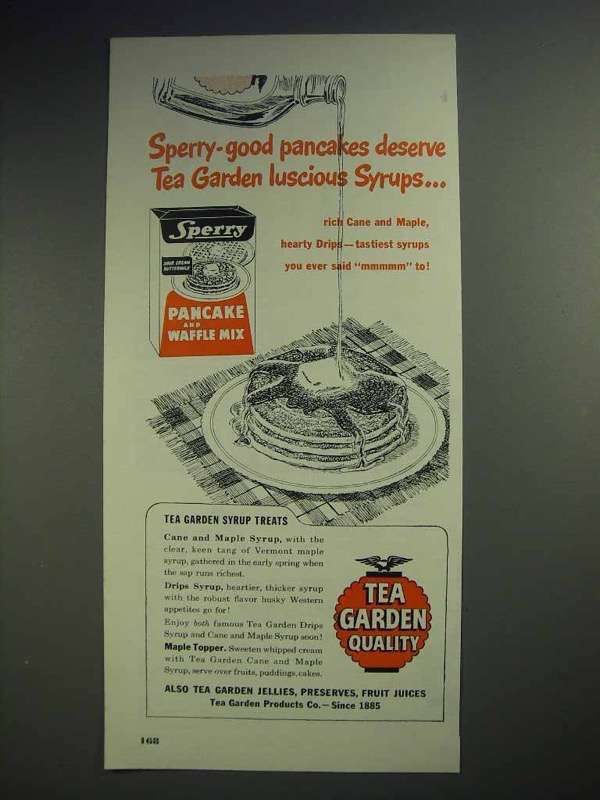 Sperry-good pancakes deserve
Tea Garden luscious Syrups...
rich Cane and Maple,
hearty Drips—tastiest syrups
you ever said "mmmmm" to!
Sperry
SOUR CREAM
BUTTERMILK
PANCAKE
AND
WAFFLE MIX
TEA GARDEN SYRUP TREATS
Cane and Maple Syrup, with the
clear, keen tang of Vermont maple
syrup, gathered in the early spring when
the sap runs richest.
Drips Syrup, heartier, thicker syrup
with the robust flavor husky Western
appetites go for!
Enjoy both famous Tea Garden Drips
Syrup and Cane and Maple Syrup soon!
Maple Topper. Sweeten whipped cream
with Tea Garden Cane and Maple
Syrup, serve over fruits, puddings, cakes.
TEA
GARDEN
QUALITY
ALSO TEA GARDEN JELLIES, PRESERVES, FRUIT JUICES
Tea Garden Products Co.—Since 1885
168